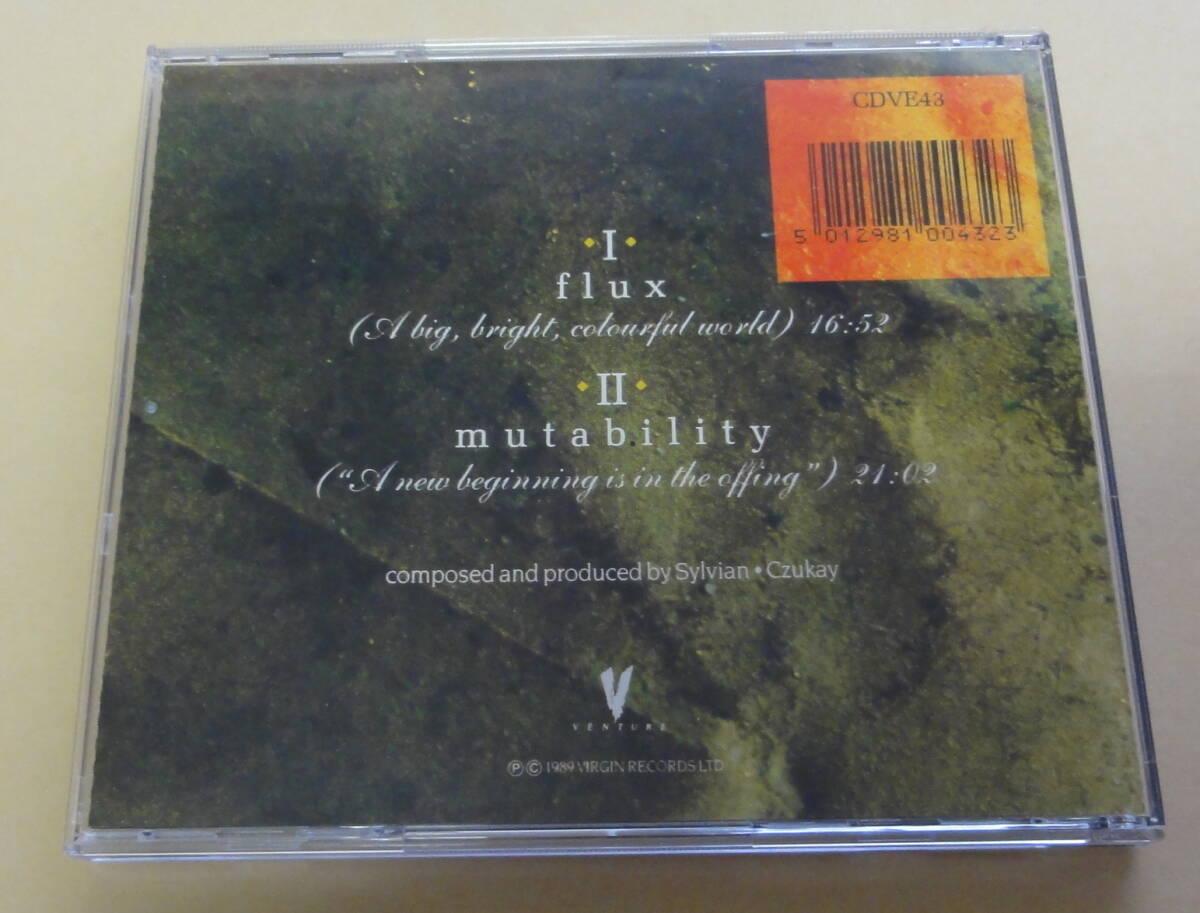 CDVE43
5 012981 004323
I
flux
(A big, bright, colourful world) 16:52
II
mutability
("A new beginning is in the offing") 21:02
composed and produced by Sylvian • Czukay
V
VENTURE
Ⓟ © 1989 VIRGIN RECORDS LTD